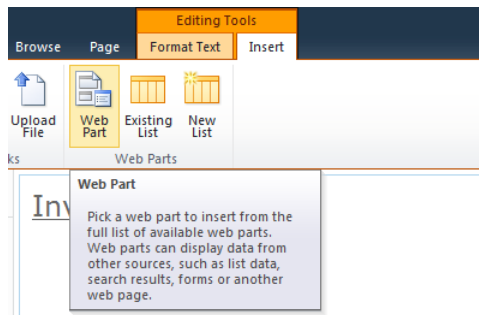 Editing Tools
Browse Page Format Text Insert
Upload File
Web Part
Existing List
New List
ks
Web Parts
Inv
Web Part
Pick a web part to insert from the
full list of available web parts.
Web parts can display data from
other sources, such as list data,
search results, forms or another
web page.